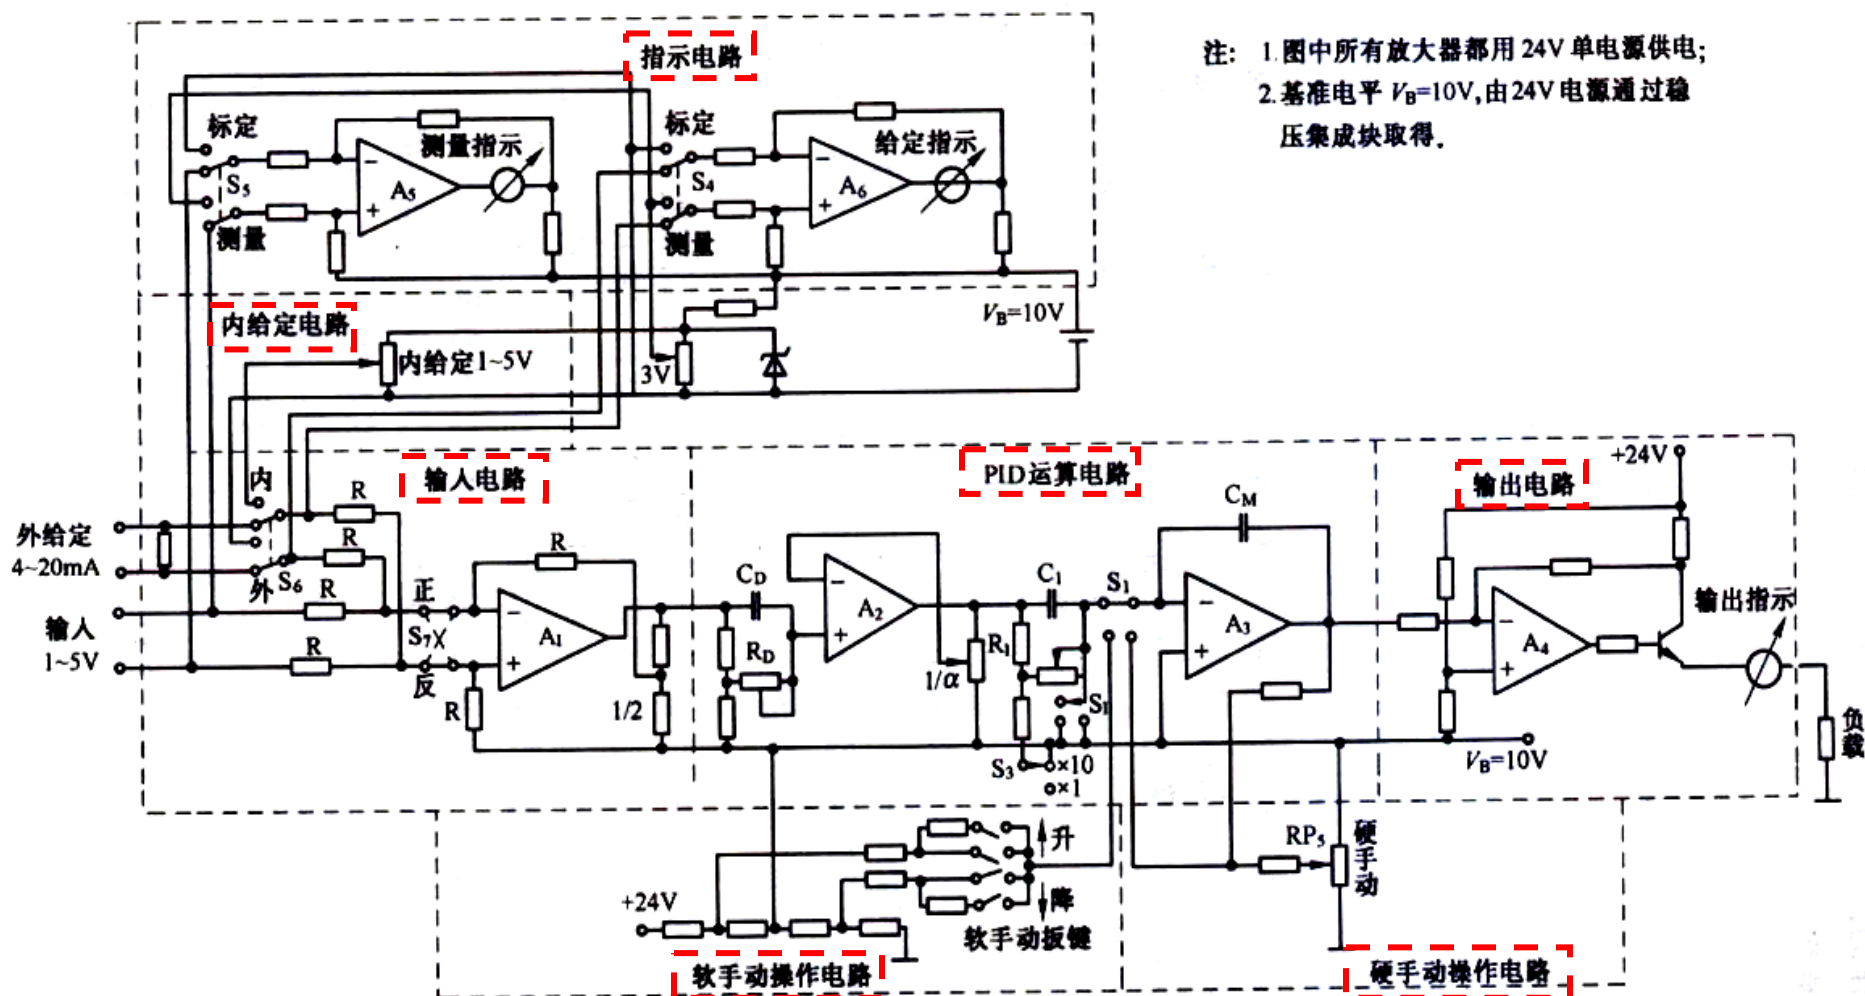 指示电路
注: 1.图中所有放大器都用 24V 单电源供电;
2.基准电平 VB=10V,由24V 电源通过稳
压集成块取得.
标定
测量指示
S5
A5
测量
标定
给定指示
S4
A6
测量
内给定电路
内给定1~5V
3V
VB=10V
输入电路
PID运算电路
输出电路
+24V
内
R
外给定
4~20mA
R
外
S6
R
输入
1~5V
R
正
S7
反
R
R
A1
1/2
CD
RD
A2
1/α
CI
RI
S1
SI
S3
×10
×1
CM
A3
A4
输出指示
VB=10V
负载
升
降
+24V
软手动扳键
软手动操作电路
RP5
硬手动
硬手动操作电路